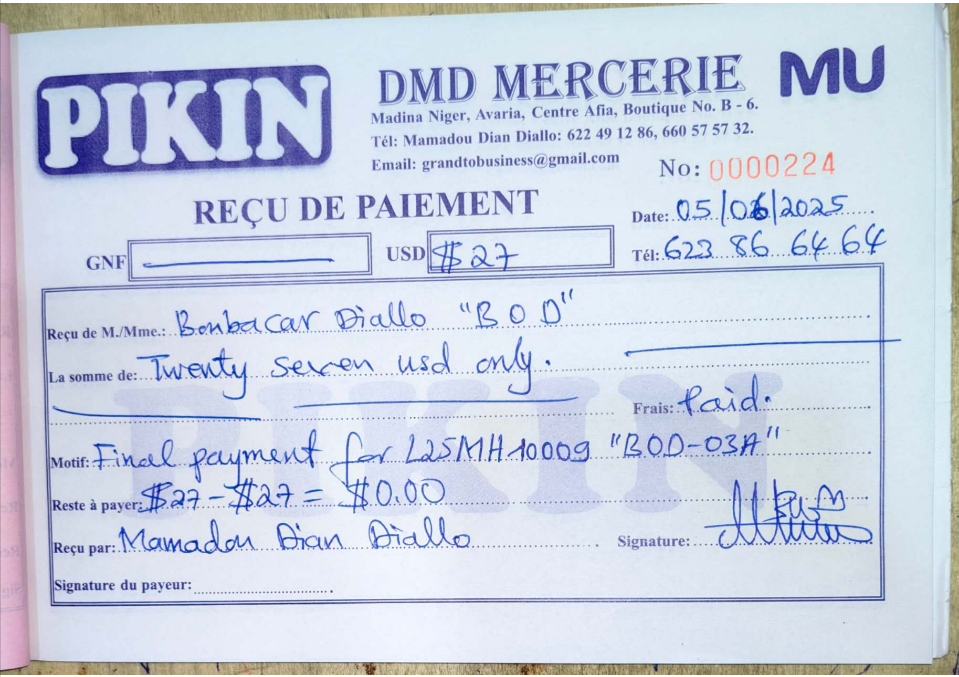 PIKIN
DMD MERCERIE
MU
Madina Niger, Avaria, Centre Afia, Boutique No. B - 6.
Tél: Mamadou Dian Diallo: 622 49 12 86, 660 57 57 32.
Email: grandtobusiness@gmail.com
No: 0000224
REÇU DE PAIEMENT
Date: 05/06/2025
GNF
USD $27
Tél: 623 86 64 64
Reçu de M./Mme.: Boubacar Diallo "BOD"
La somme de: Twenty seven usd only.
Frais: Paid.
Motif: Final payment for L25MH10009 "BOD-03A"
Reste à payer: $27 - $27 = $0.00
Reçu par: Mamadou Dian Diallo
Signature:
Signature du payeur:
PIKIN